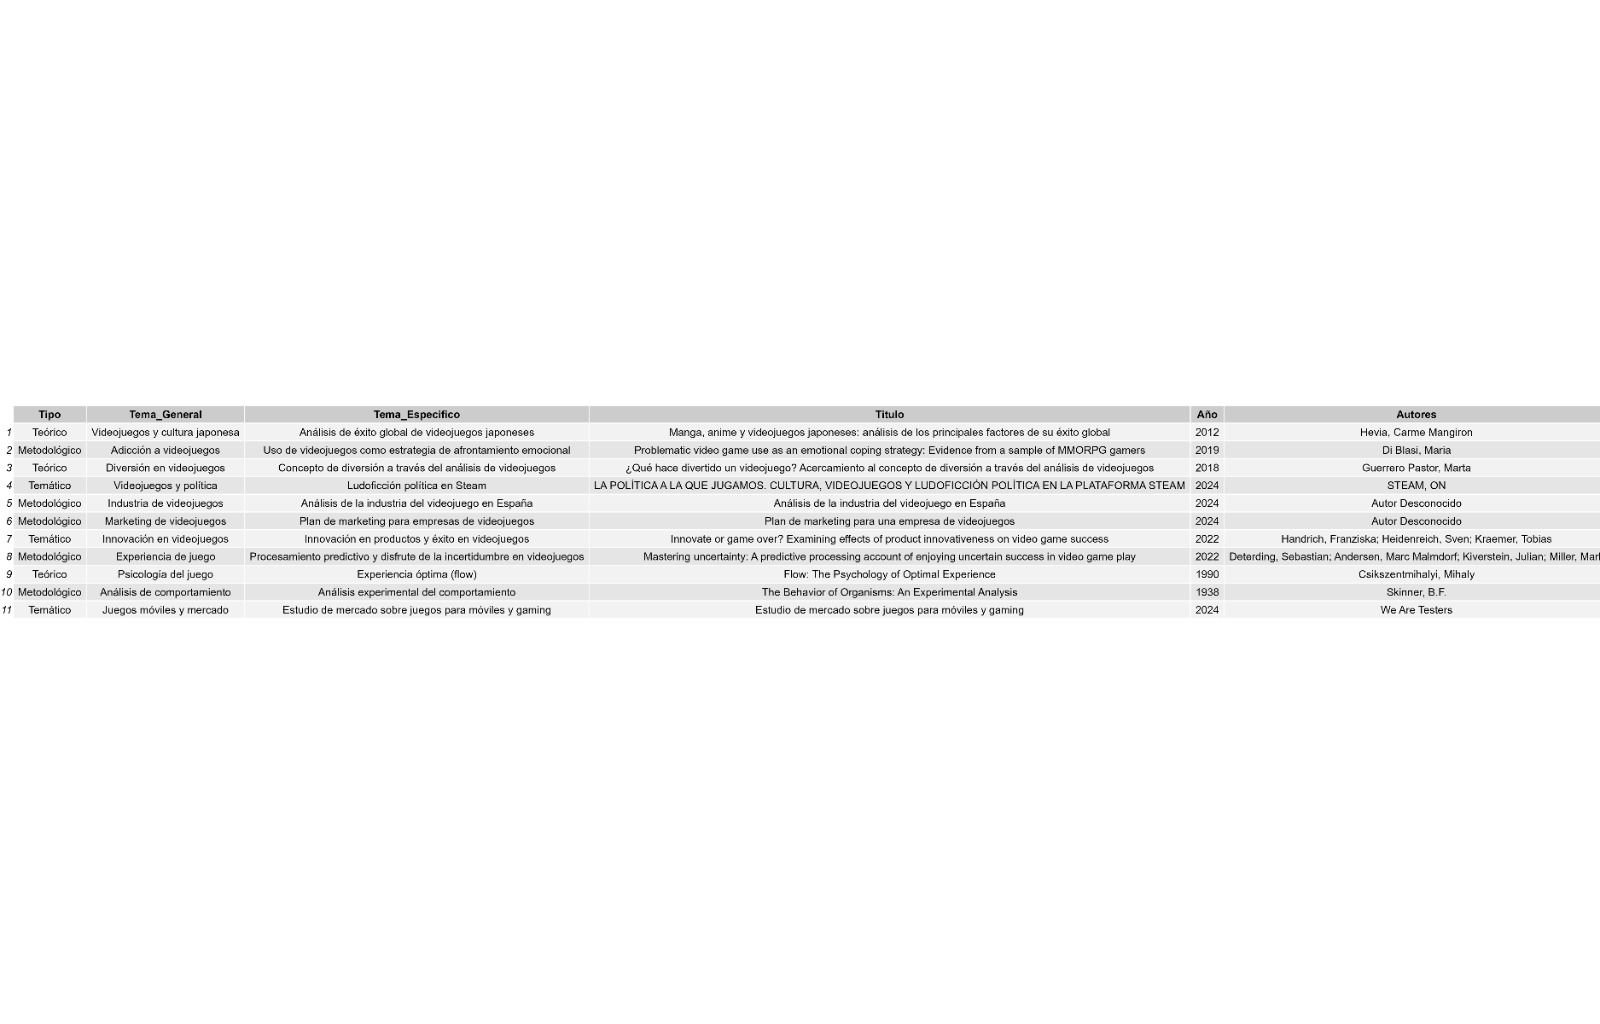 Tipo Tema_General Tema_Especifico Titulo Año Autores
1 Teórico Videojuegos y cultura japonesa Análisis de éxito global de videojuegos japoneses Manga, anime y videojuegos japoneses: análisis de los principales factores de su éxito global 2012 Hevia, Carme Mangiron
2 Metodológico Adicción a videojuegos Uso de videojuegos como estrategia de afrontamiento emocional Problematic video game use as an emotional coping strategy: Evidence from a sample of MMORPG gamers 2019 Di Blasi, Maria
3 Teórico Diversión en videojuegos Concepto de diversión a través del análisis de videojuegos ¿Qué hace divertido un videojuego? Acercamiento al concepto de diversión a través del análisis de videojuegos 2018 Guerrero Pastor, Marta
4 Temático Videojuegos y política Ludoficción política en Steam LA POLÍTICA A LA QUE JUGAMOS. CULTURA, VIDEOJUEGOS Y LUDOFICCIÓN POLÍTICA EN LA PLATAFORMA STEAM 2024 STEAM, ON
5 Metodológico Industria de videojuegos Análisis de la industria del videojuego en España Análisis de la industria del videojuego en España 2024 Autor Desconocido
6 Metodológico Marketing de videojuegos Plan de marketing para empresas de videojuegos Plan de marketing para una empresa de videojuegos 2024 Autor Desconocido
7 Temático Innovación en videojuegos Innovación en productos y éxito en videojuegos Innovate or game over? Examining effects of product innovativeness on video game success 2022 Handrich, Franziska; Heidenreich, Sven; Kraemer, Tobias
8 Metodológico Experiencia de juego Procesamiento predictivo y disfrute de la incertidumbre en videojuegos Mastering uncertainty: A predictive processing account of enjoying uncertain success in video game play 2022 Deterding, Sebastian; Andersen, Marc Malmdorf; Kiverstein, Julian; Miller,
9 Teórico Psicología del juego Experiencia óptima (flow) Flow: The Psychology of Optimal Experience 1990 Csikszentmihalyi, Mihaly
10 Metodológico Análisis de comportamiento Análisis experimental del comportamiento The Behavior of Organisms: An Experimental Analysis 1938 Skinner, B.F.
11 Temático Juegos móviles y mercado Estudio de mercado sobre juegos para móviles y gaming Estudio de mercado sobre juegos para móviles y gaming 2024 We Are Testers